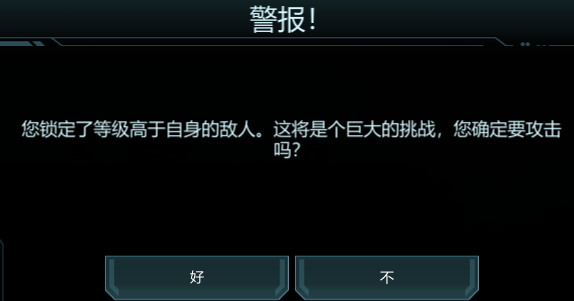 警报！
您锁定了等级高于自身的敌人。这将是个巨大的挑战，您确定要攻击
吗？
好
不